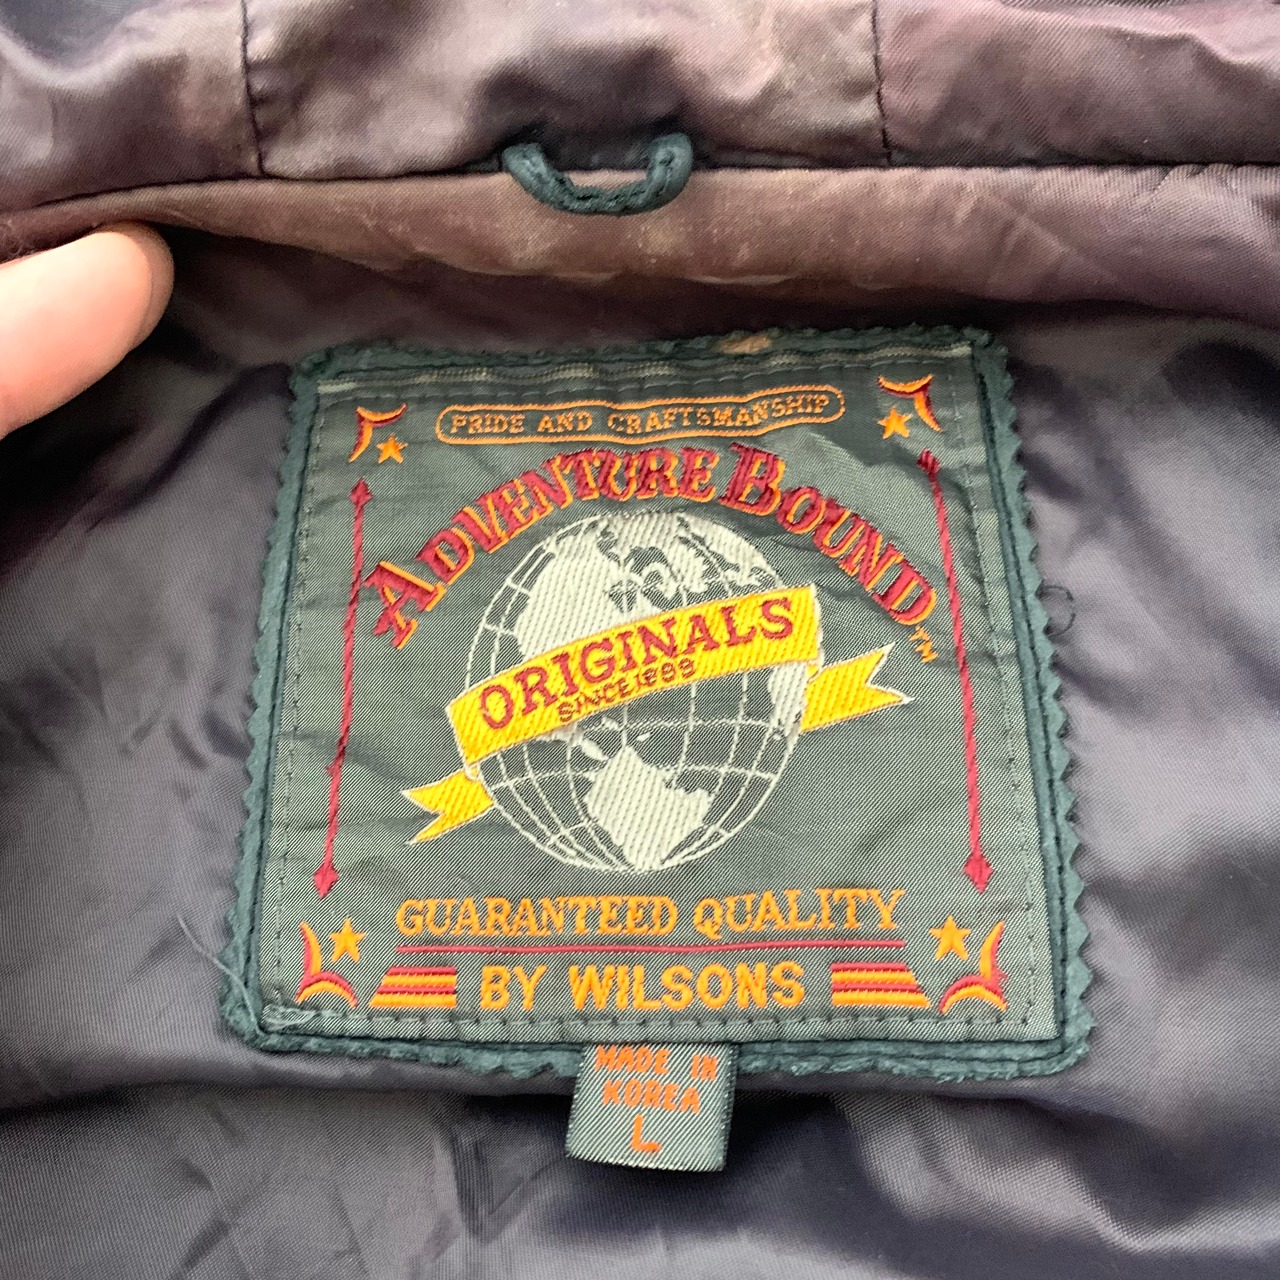 PRIDE AND CRAFTSMANSHIP
ADVENTURE BOUND™
ORIGINALS
SINCE 1899
GUARANTEED QUALITY
BY WILSONS
MADE IN
KOREA
L